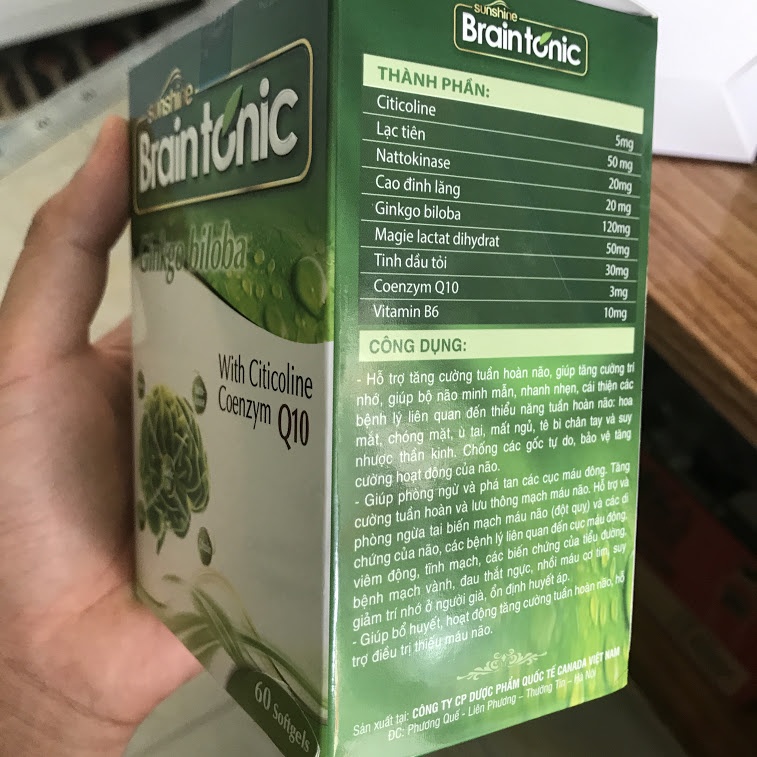 sunshine
Braintonic
Ginkgo biloba
With Citicoline
Coenzym Q10
60 Softgels
sunshine
Braintonic
THÀNH PHẦN:
Citicoline 5mg
Lạc tiên 50 mg
Nattokinase 20mg
Cao đinh lăng 20 mg
Ginkgo biloba 120mg
Magie lactat dihydrat 50mg
Tinh dầu tỏi 30mg
Coenzym Q10 3mg
Vitamin B6 10mg
CÔNG DỤNG:
- Hỗ trợ tăng cường tuần hoàn não, giúp tăng cường trí
nhớ, giúp bộ não minh mẫn, nhanh nhẹn, cải thiện các
bệnh lý liên quan đến thiểu năng tuần hoàn não: hoa
mắt, chóng mặt, ù tai, mất ngủ, tê bì chân tay và suy
nhược thần kinh. Chống các gốc tự do, bảo vệ tăng
cường hoạt động của não.
- Giúp phòng ngừ và phá tan các cục máu đông. Tăng
cường tuần hoàn và lưu thông mạch máu não. Hỗ trợ và
phòng ngừa tai biến mạch máu não (đột quỵ) và các di
chứng của não, các bệnh lý liên quan đến cục máu đông,
viêm động, tĩnh mạch, các biến chứng của tiểu đường,
bệnh mạch vành, đau thắt ngực, nhồi máu cơ tim, suy
giảm trí nhớ ở người già, ổn định huyết áp.
- Giúp bổ huyết, hoạt động tăng cường tuần hoàn não, hỗ
trợ điều trị thiếu máu não.
Sản xuất tại: CÔNG TY CP DƯỢC PHẨM QUỐC TẾ CANADA VIỆT NAM
ĐC: Phương Quế - Liên Phương – Thường Tín – Hà Nội